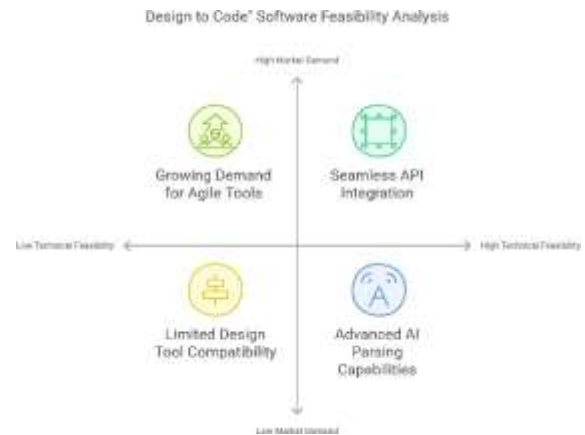 Design to Code" Software Feasibility Analysis
High Market Demand
Growing Demand
for Agile Tools
Seamless API
Integration
Low Technical Feasibility
High Technical Feasibility
Limited Design
Tool Compatibility
A
Advanced AI
Parsing
Capabilities
Low Market Demand